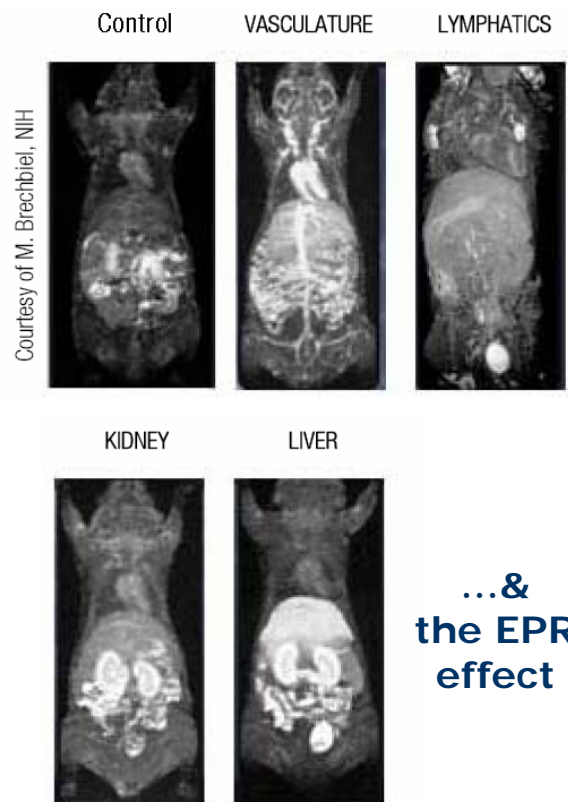 Control
VASCULATURE
LYMPHATICS
Courtesy of M. Brechbiel, NIH
KIDNEY
LIVER
...&
the EPR
effect